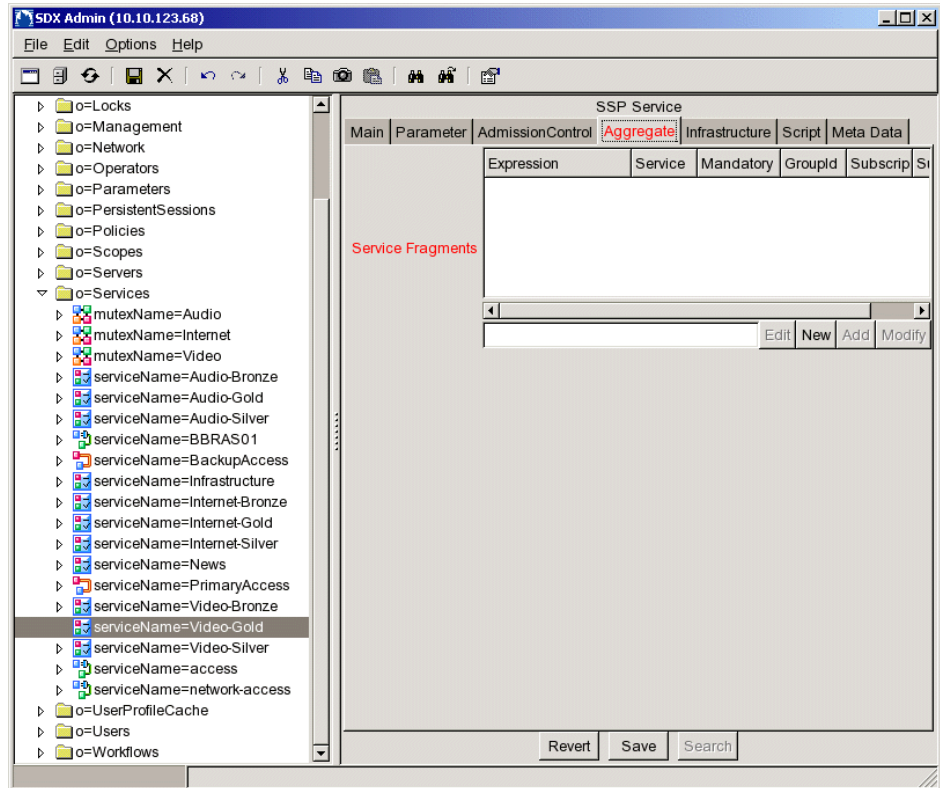 SDX Admin (10.10.123.68)
File Edit Options Help
o=Locks
o=Management
o=Network
o=Operators
o=Parameters
o=PersistentSessions
o=Policies
o=Scopes
o=Servers
o=Services
mutexName=Audio
mutexName=Internet
mutexName=Video
serviceName=Audio-Bronze
serviceName=Audio-Gold
serviceName=Audio-Silver
serviceName=BBRAS01
serviceName=BackupAccess
serviceName=Infrastructure
serviceName=Internet-Bronze
serviceName=Internet-Gold
serviceName=Internet-Silver
serviceName=News
serviceName=PrimaryAccess
serviceName=Video-Bronze
serviceName=Video-Gold
serviceName=Video-Silver
serviceName=access
serviceName=network-access
o=UserProfileCache
o=Users
o=Workflows
SSP Service
Main Parameter AdmissionControl Aggregate Infrastructure Script Meta Data
Expression Service Mandatory GroupId Subscrip Su
Service Fragments
Edit New Add Modify
Revert Save Search